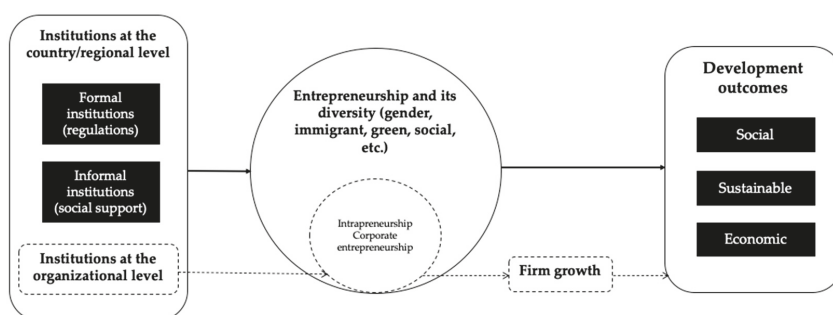 Institutions at the
country/regional level
Formal
institutions
(regulations)
Informal
institutions
(social support)
Institutions at the
organizational level
Entrepreneurship and its
diversity (gender,
immigrant, green, social,
etc.)
Intrapreneurship
Corporate
entrepreneurship
Firm growth
Development
outcomes
Social
Sustainable
Economic